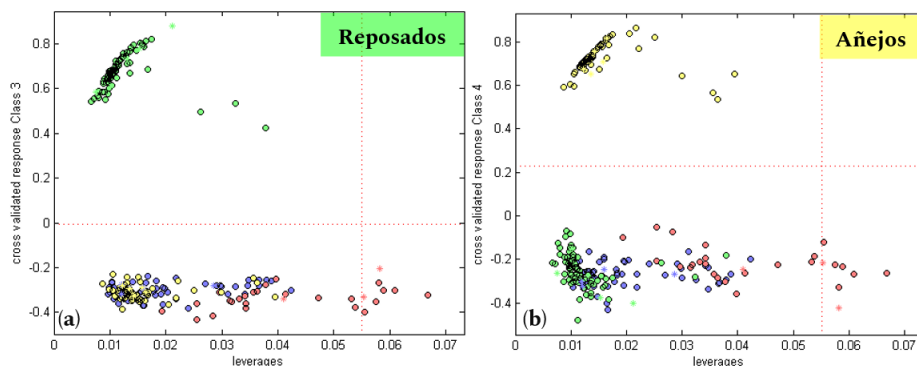 Reposados
cross validated response Class 3
0.8
0.6
0.4
0.2
0
-0.2
-0.4
(a)
0 0.01 0.02 0.03 0.04 0.05 0.06 0.07
leverages
Añejos
cross validated response Class 4
0.8
0.6
0.4
0.2
0
-0.2
-0.4
(b)
0 0.01 0.02 0.03 0.04 0.05 0.06 0.07
leverages